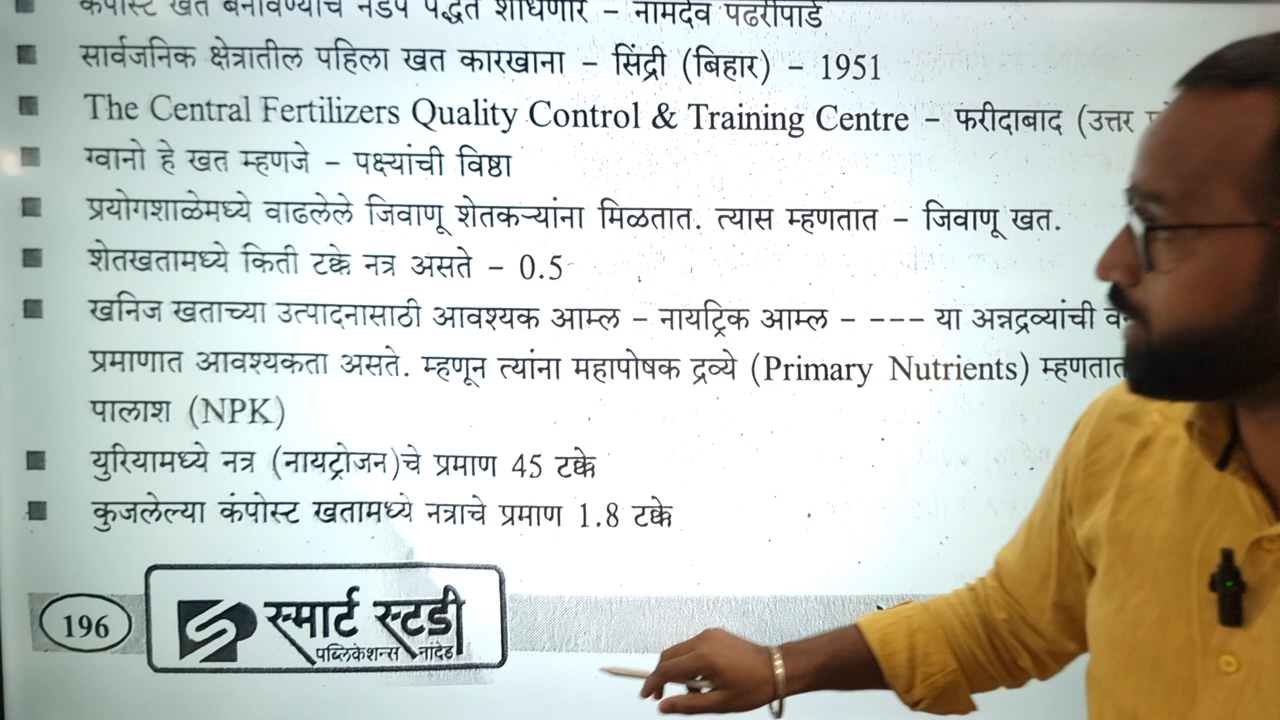 कंपोस्ट खत बनविण्याचे नडेप पद्धत शोधणारे – नामदेव पंढरीपांडे
सार्वजनिक क्षेत्रातील पहिला खत कारखाना – सिंद्री (बिहार) – 1951
The Central Fertilizers Quality Control & Training Centre – फरीदाबाद (उत्तर
ग्वानो हे खत म्हणजे – पक्ष्यांची विष्ठा
प्रयोगशाळेमध्ये वाढलेले जिवाणू शेतकऱ्यांना मिळतात. त्यास म्हणतात – जिवाणू खत.
शेतखतामध्ये किती टक्के नत्र असते – 0.5
खनिज खताच्या उत्पादनासाठी आवश्यक आम्ल – नायट्रिक आम्ल – ---- या अन्नद्रव्यांची
प्रमाणात आवश्यकता असते. म्हणून त्यांना महापोषक द्रव्ये (Primary Nutrients) म्हणतात
पालाश (NPK)
युरियामध्ये नत्र (नायट्रोजन)चे प्रमाण 45 टक्के
कुजलेल्या कंपोस्ट खतामध्ये नत्राचे प्रमाण 1.8 टक्के
196
स्मार्ट स्टडी
पब्लिकेशन्स नांदेड